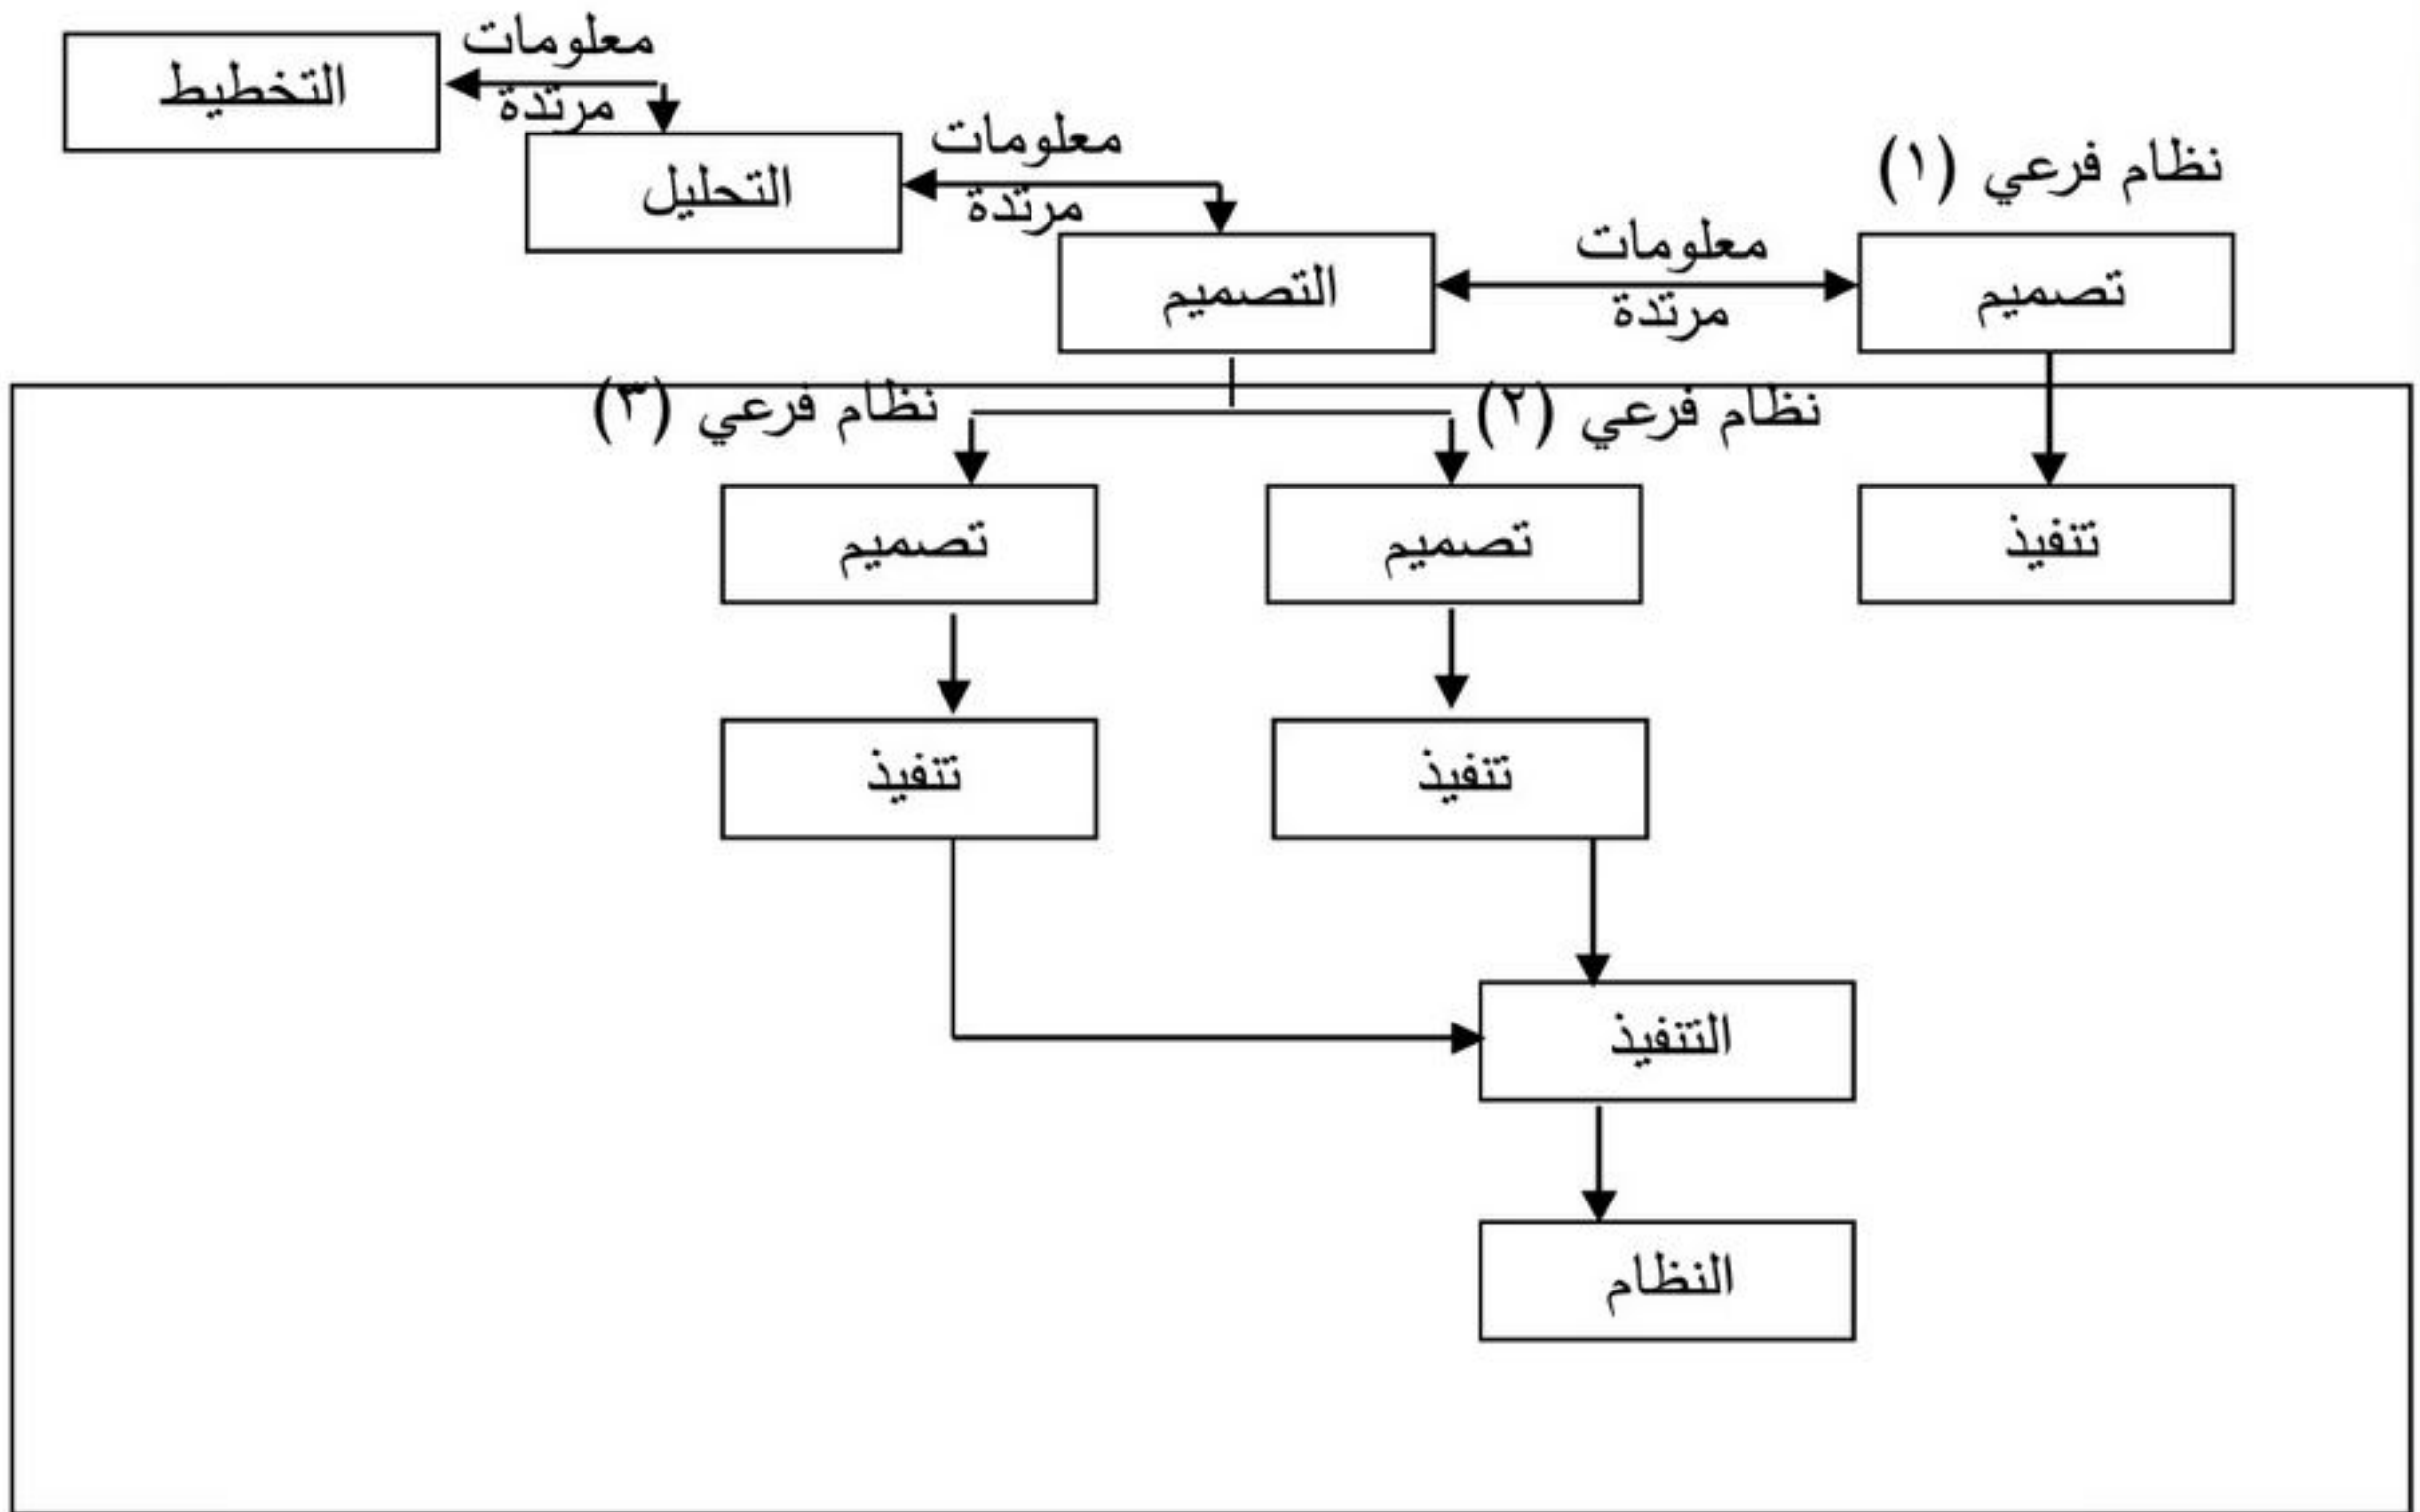 معلومات
التخطيط
مرتدة
معلومات
نظام فرعي (١)
التحليل
مرتدة
معلومات
التصميم
تصميم
مرتدة
نظام فرعي (٢)
نظام فرعي (٣)
تصميم
تصميم
تنفيذ
تنفيذ
تنفيذ
التنفيذ
النظام